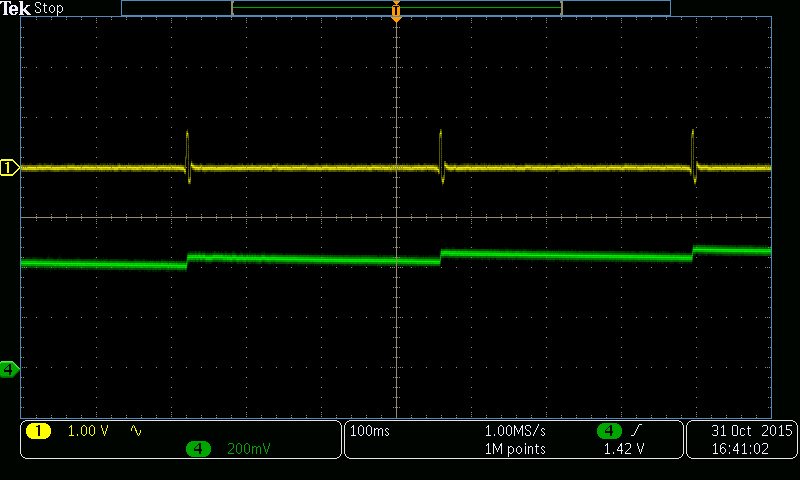 Tek Stop
T
1
4
1 1.00 V 100ms 1.00MS/s 4 31 Oct 2015
4 200mV 1M points 1.42 V 16:41:02